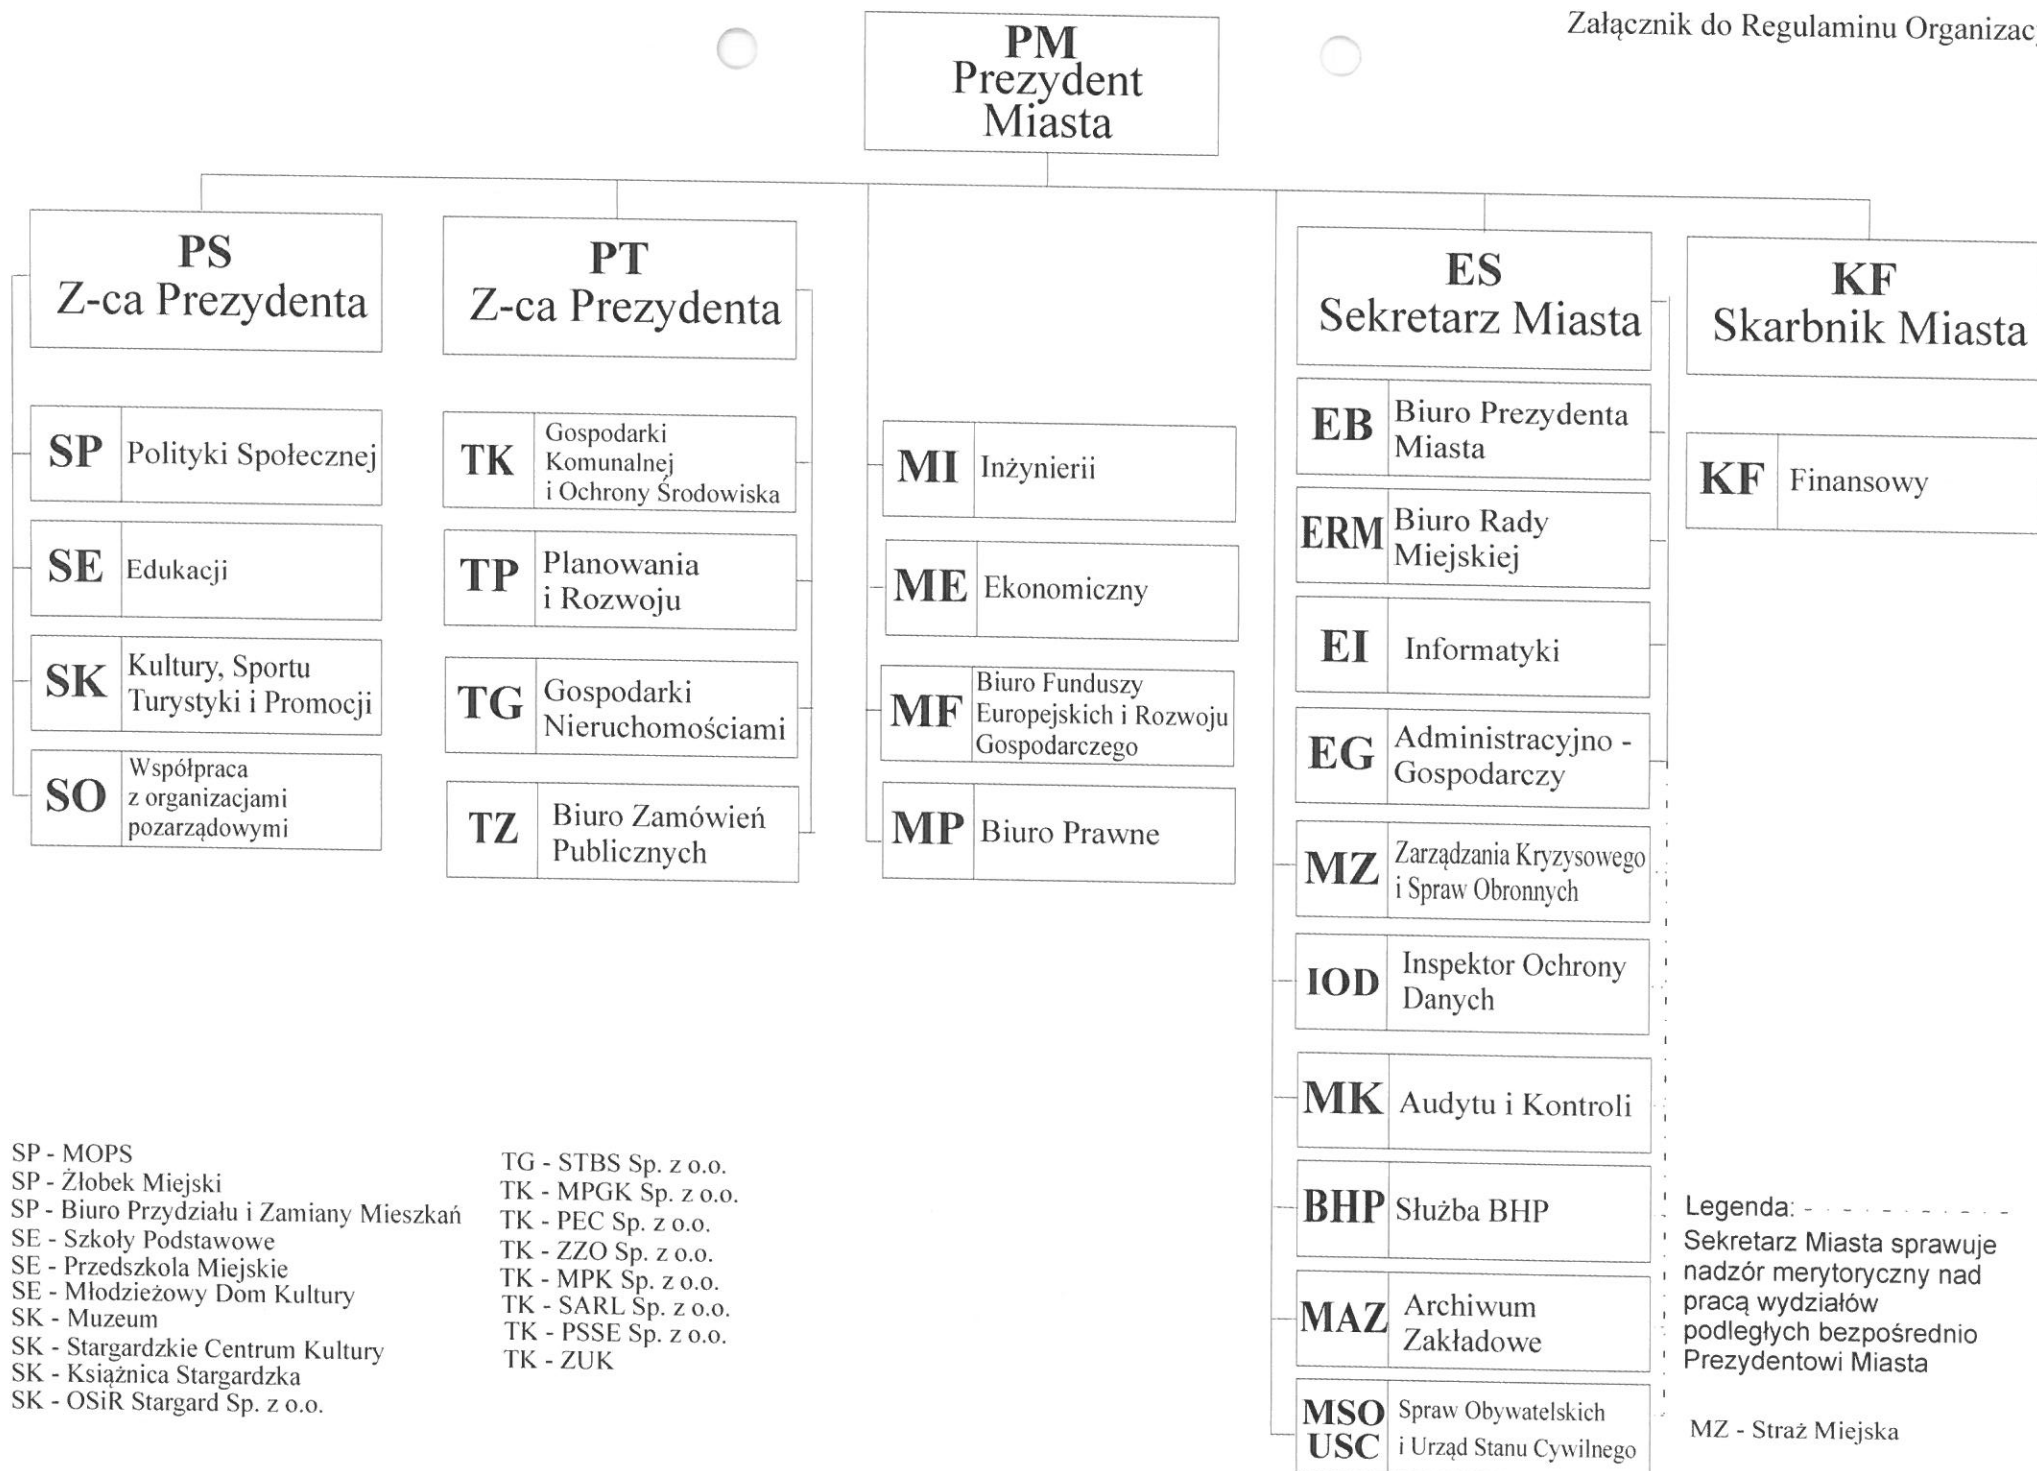 Załącznik do Regulaminu Organizac
PM
Prezydent
Miasta
PS
Z-ca Prezydenta
SP
Polityki Społecznej
SE
Edukacji
SK
Kultury, Sportu
Turystyki i Promocji
SO
Współpraca
z organizacjami
pozarządowymi
PT
Z-ca Prezydenta
TK
Gospodarki
Komunalnej
i Ochrony Środowiska
TP
Planowania
i Rozwoju
TG
Gospodarki
Nieruchomościami
TZ
Biuro Zamówień
Publicznych
MI
Inżynierii
ME
Ekonomiczny
MF
Biuro Funduszy
Europejskich i Rozwoju
Gospodarczego
MP
Biuro Prawne
ES
Sekretarz Miasta
EB
Biuro Prezydenta
Miasta
ERM
Biuro Rady
Miejskiej
EI
Informatyki
EG
Administracyjno -
Gospodarczy
MZ
Zarządzania Kryzysowego
i Spraw Obronnych
IOD
Inspektor Ochrony
Danych
MK
Audytu i Kontroli
BHP
Służba BHP
MAZ
Archiwum
Zakładowe
MSO
USC
Spraw Obywatelskich
i Urząd Stanu Cywilnego
KF
Skarbnik Miasta
KF
Finansowy
SP - MOPS
SP - Żłobek Miejski
SP - Biuro Przydziału i Zamiany Mieszkań
SE - Szkoły Podstawowe
SE - Przedszkola Miejskie
SE - Młodzieżowy Dom Kultury
SK - Muzeum
SK - Stargardzkie Centrum Kultury
SK - Książnica Stargardzka
SK - OSiR Stargard Sp. z o.o.
TG - STBS Sp. z o.o.
TK - MPGK Sp. z o.o.
TK - PEC Sp. z o.o.
TK - ZZO Sp. z o.o.
TK - MPK Sp. z o.o.
TK - SARL Sp. z o.o.
TK - PSSE Sp. z o.o.
TK - ZUK
Legenda:
Sekretarz Miasta sprawuje
nadzór merytoryczny nad
pracą wydziałów
podległych bezpośrednio
Prezydentowi Miasta
MZ - Straż Miejska